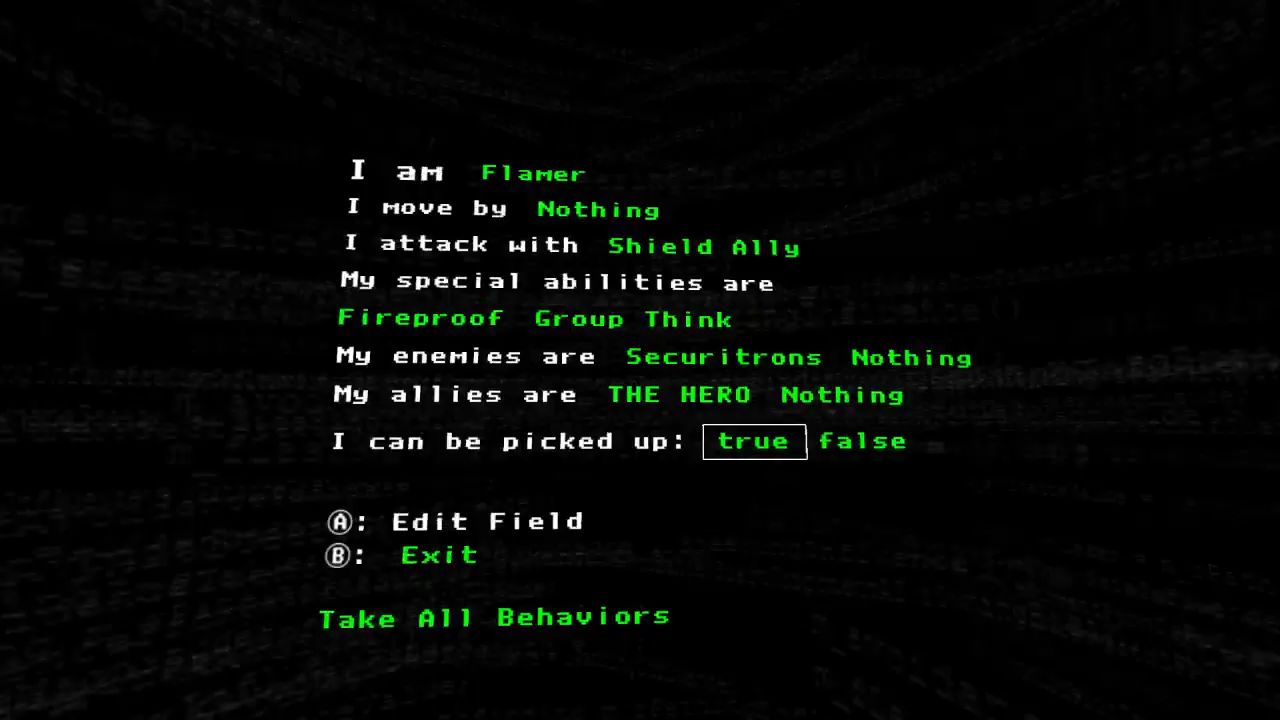 I am Flamer
I move by Nothing
I attack with Shield Ally
My special abilities are
Fireproof Group Think
My enemies are Securitrons Nothing
My allies are THE HERO Nothing
I can be picked up: true false
Ⓐ: Edit Field
Ⓑ: Exit
Take All Behaviors